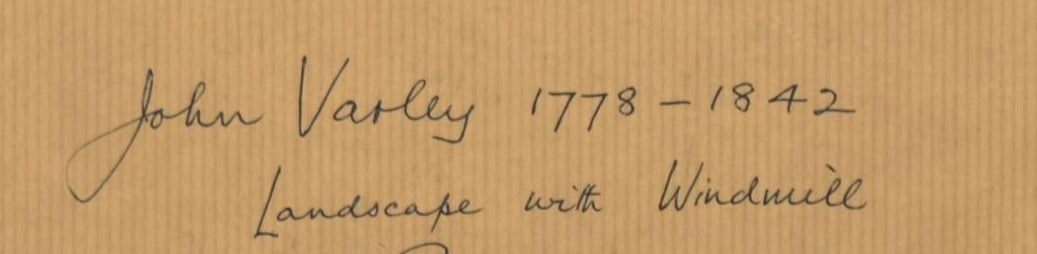 John Varley 1778 - 1842
Landscape with Windmill